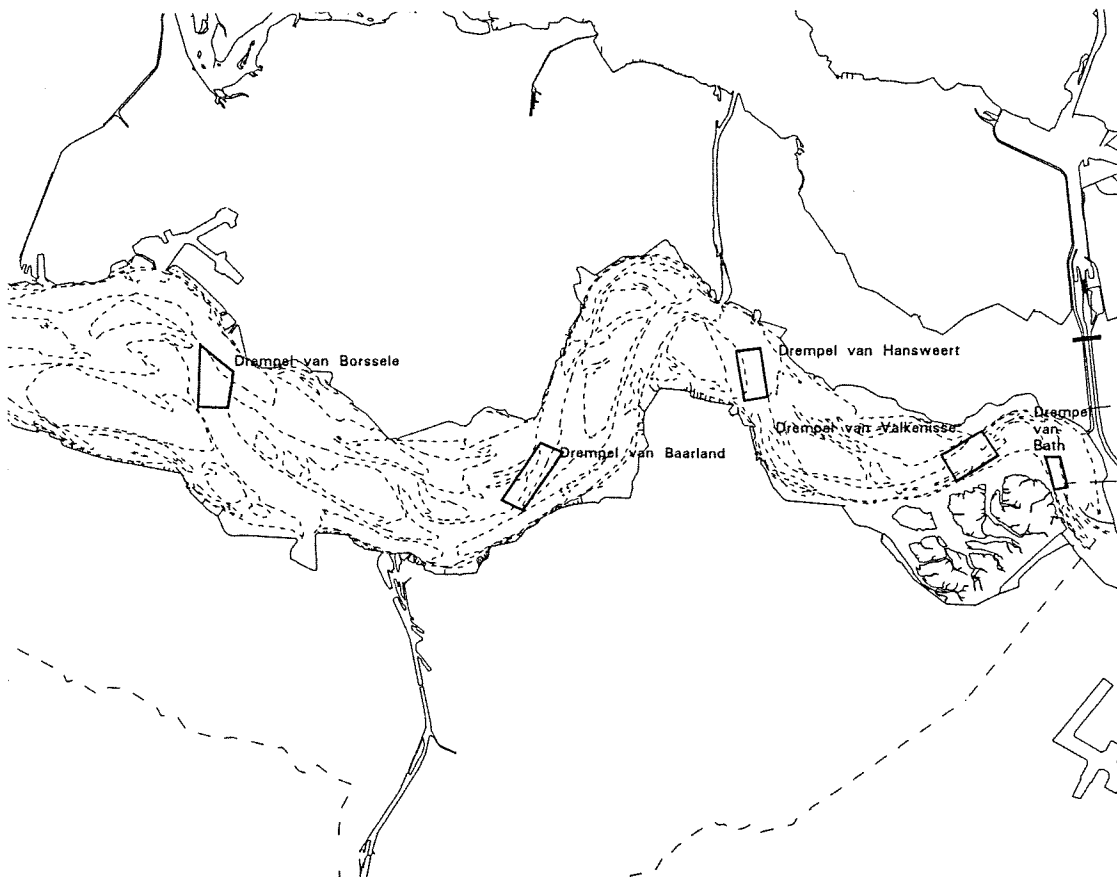 Drempel van Borssele
Drempel van Hansweert
Drempel van Baarland
Drempel van Valkenisse
Drempel
van
Bath